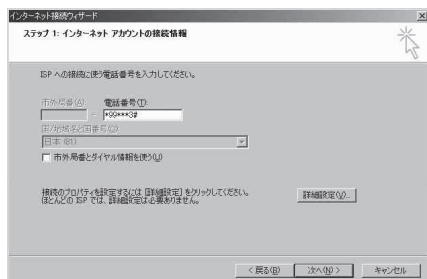 インターネット接続ウィザード
ステップ 1: インターネット アカウントの接続情報
ISP への接続に使う電話番号を入力してください。
市外局番(A): 電話番号(T):
- *99***3#
国/地域名と国番号(C):
日本 (81)
市外局番とダイヤル情報を使う(U)
接続のプロパティを設定するには [詳細設定] をクリックしてください。
ほとんどの ISP では、詳細設定は必要ありません。
詳細設定(V)...
< 戻る(B) 次へ(N) > キャンセル